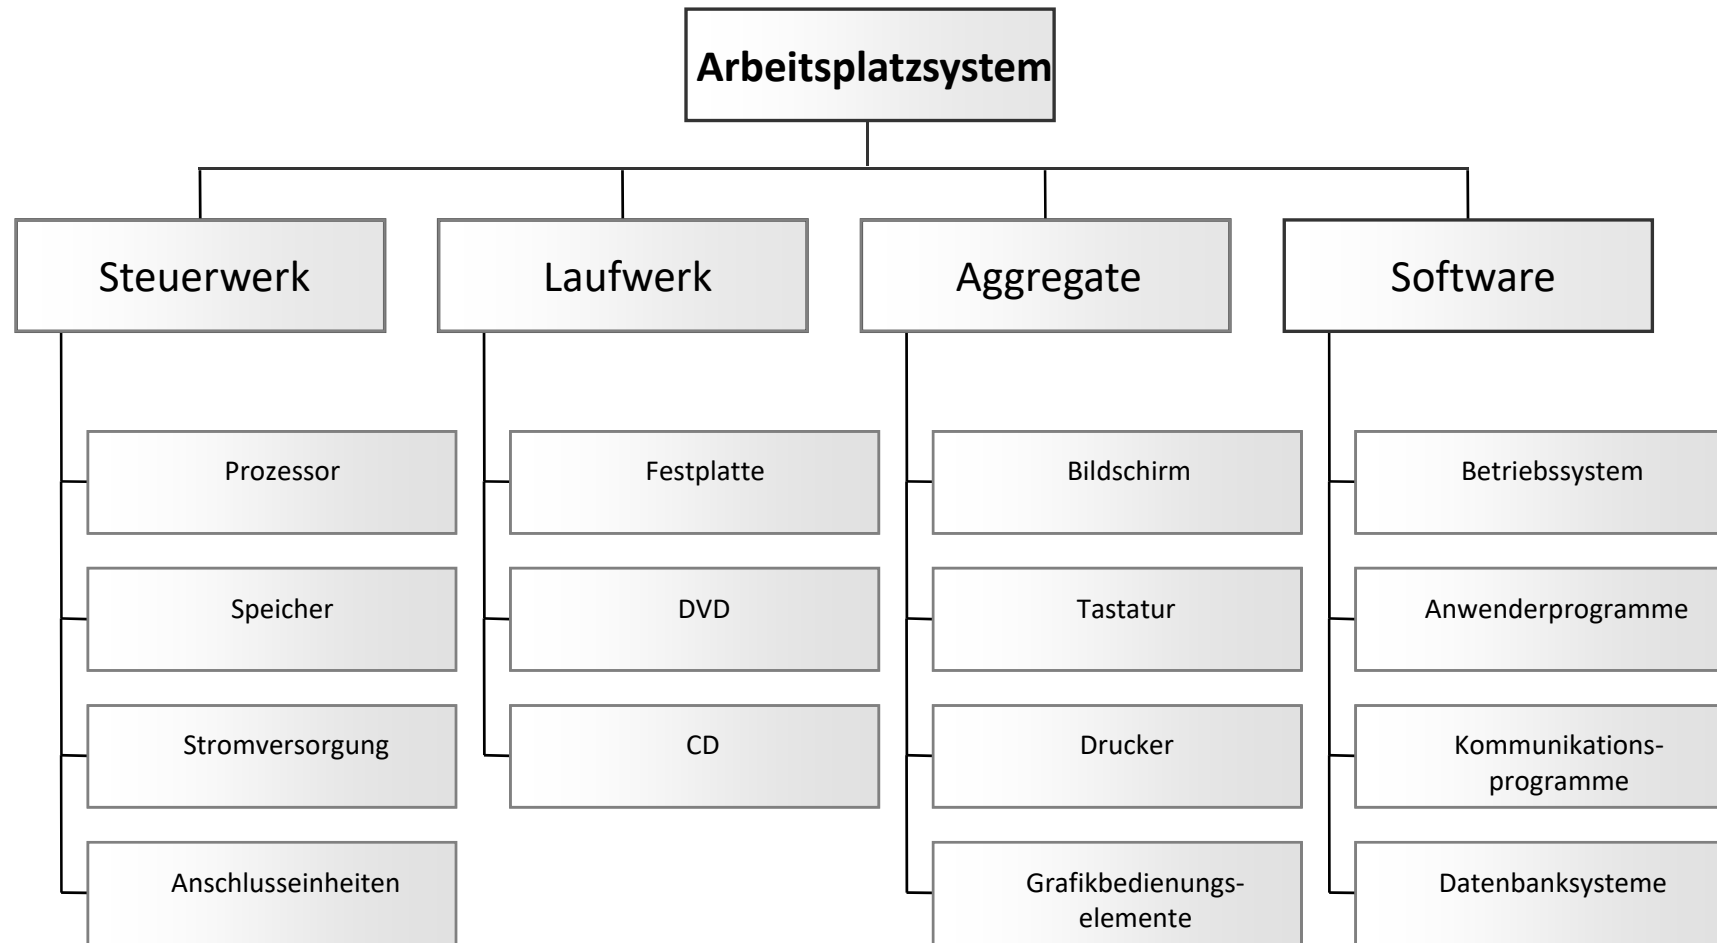 Arbeitsplatzsystem
Steuerwerk
Laufwerk
Aggregate
Software
Prozessor
Festplatte
Bildschirm
Betriebssystem
Speicher
DVD
Tastatur
Anwenderprogramme
Stromversorgung
CD
Drucker
Kommunikations-
programme
Anschlusseinheiten
Grafikbedienungs-
elemente
Datenbanksysteme